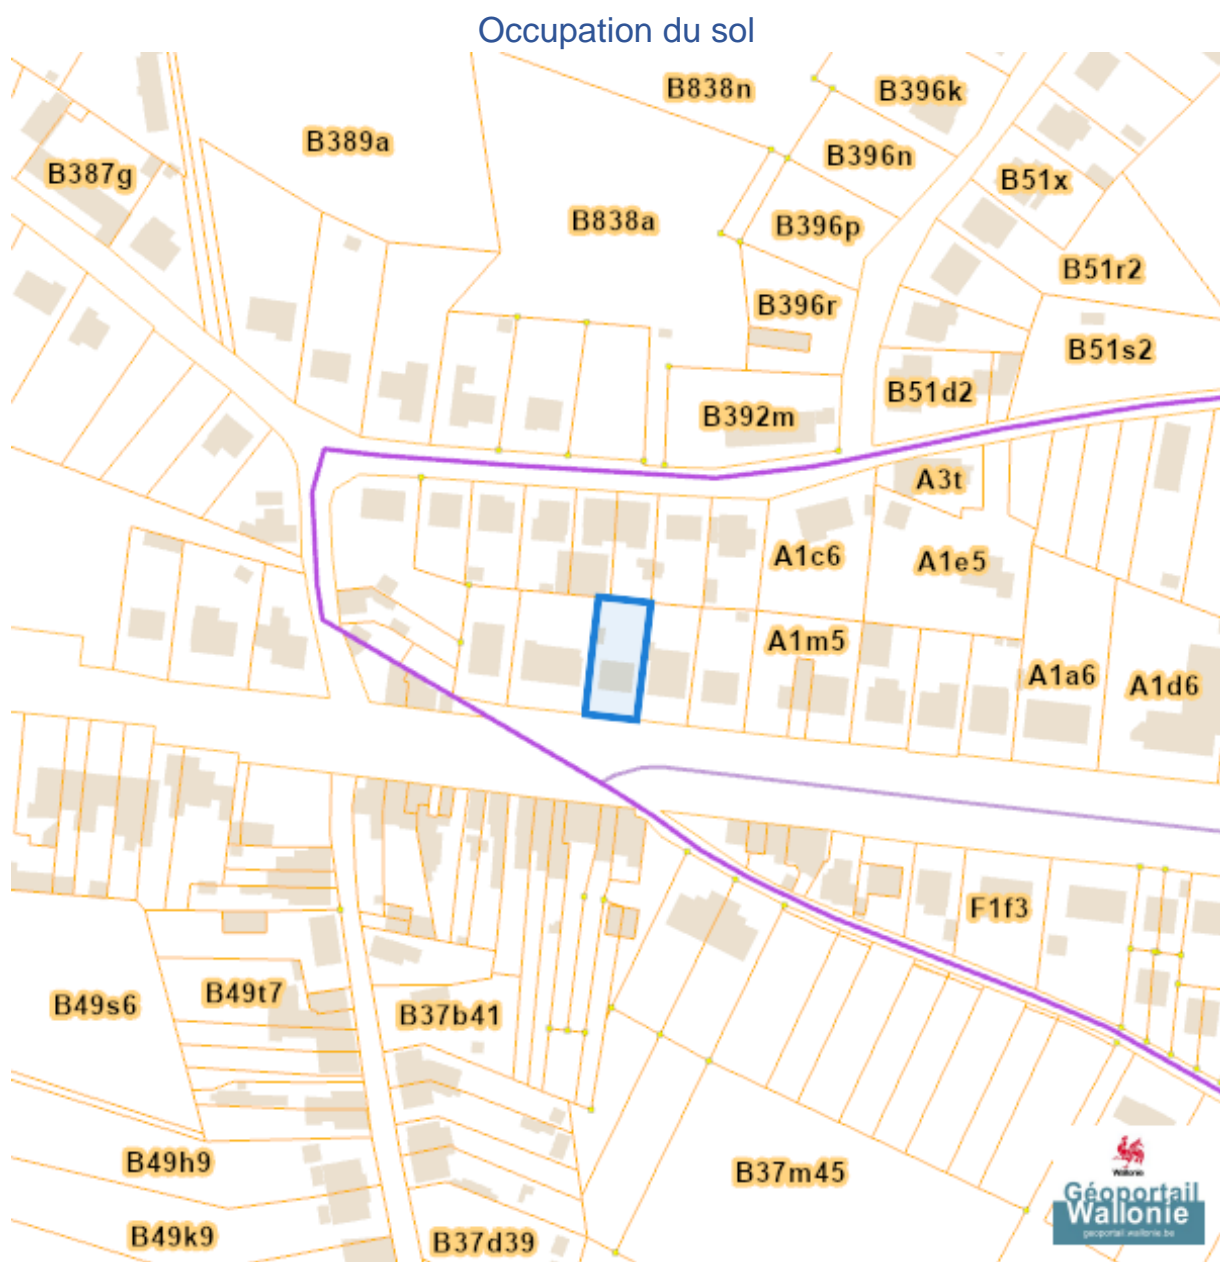 Occupation du sol
B838n
B396k
B389a
B396n
B387g
B51x
B838a
B396p
B51r2
B396r
B51s2
B51d2
B392m
A3t
A1c6
A1e5
A1m5
A1a6
A1d6
F1f3
B49s6
B49t7
B37b41
B49h9
B37m45
B49k9
B37d39
Wallonie
Géoportail
Wallonie
geoportail.wallonie.be